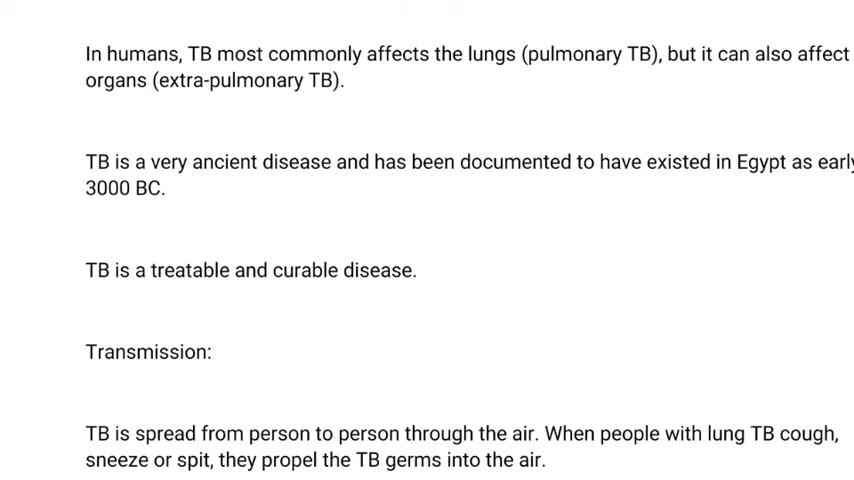 In humans, TB most commonly affects the lungs (pulmonary TB), but it can also affect
organs (extra-pulmonary TB).
TB is a very ancient disease and has been documented to have existed in Egypt as early
3000 BC.
TB is a treatable and curable disease.
Transmission:
TB is spread from person to person through the air. When people with lung TB cough,
sneeze or spit, they propel the TB germs into the air.